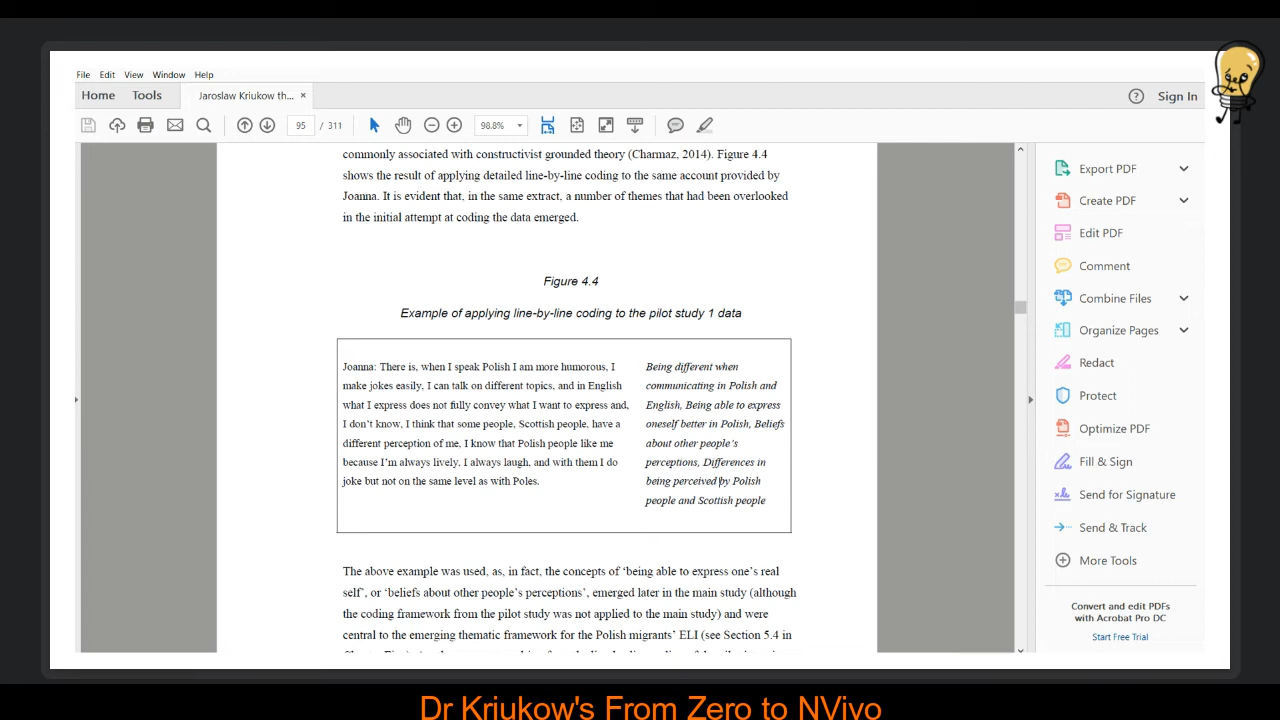 File Edit View Window Help
Home Tools Jaroslaw Kriukow th... × Sign In
95 / 311 98.8%
commonly associated with constructivist grounded theory (Charmaz, 2014). Figure 4.4
shows the result of applying detailed line-by-line coding to the same account provided by
Joanna. It is evident that, in the same extract, a number of themes that had been overlooked
in the initial attempt at coding the data emerged.
Figure 4.4
Example of applying line-by-line coding to the pilot study 1 data
Joanna: There is, when I speak Polish I am more humorous, I
make jokes easily, I can talk on different topics, and in English
what I express does not fully convey what I want to express and,
I don't know, I think that some people, Scottish people, have a
different perception of me, I know that Polish people like me
because I'm always lively, I always laugh, and with them I do
joke but not on the same level as with Poles.
Being different when
communicating in Polish and
English, Being able to express
oneself better in Polish, Beliefs
about other people's
perceptions, Differences in
being perceived by Polish
people and Scottish people
The above example was used, as, in fact, the concepts of 'being able to express one's real
self', or 'beliefs about other people's perceptions', emerged later in the main study (although
the coding framework from the pilot study was not applied to the main study) and were
central to the emerging thematic framework for the Polish migrants' ELI (see Section 5.4 in
Export PDF
Create PDF
Edit PDF
Comment
Combine Files
Organize Pages
Redact
Protect
Optimize PDF
Fill & Sign
Send for Signature
Send & Track
More Tools
Convert and edit PDFs
with Acrobat Pro DC
Start Free Trial
Dr Kriukow's From Zero to NVivo